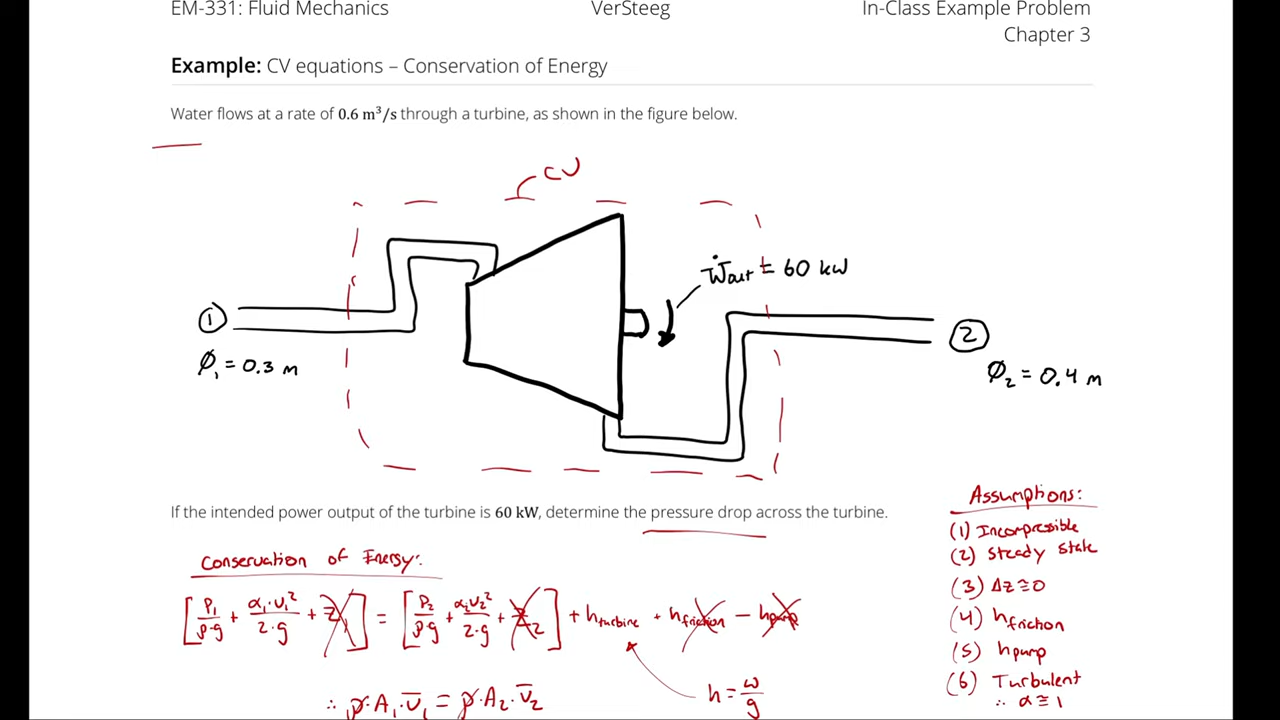 EM-331: Fluid Mechanics VerSteeg In-Class Example Problem
Chapter 3
Example: CV equations – Conservation of Energy
Water flows at a rate of 0.6 m³/s through a turbine, as shown in the figure below.
CV
Ẇout = 60 kW
1
2
Ø₁ = 0.3 m
Ø₂ = 0.4 m
If the intended power output of the turbine is 60 kW, determine the pressure drop across the turbine.
Assumptions:
(1) Incompressible
(2) Steady State
(3) Δz ≅ 0
(4) hfriction
(5) hpump
(6) Turbulent
∴ α ≅ 1
Conservation of Energy:
[P₁/ρ·g + α₁·v₁²/2·g + z₁] = [P₂/ρ·g + α₂v₂²/2·g + z₂] + hturbine + hfriction − hpump
∴ ρ·A₁·v̄₁ = ρ·A₂·v̄₂
h = w/g